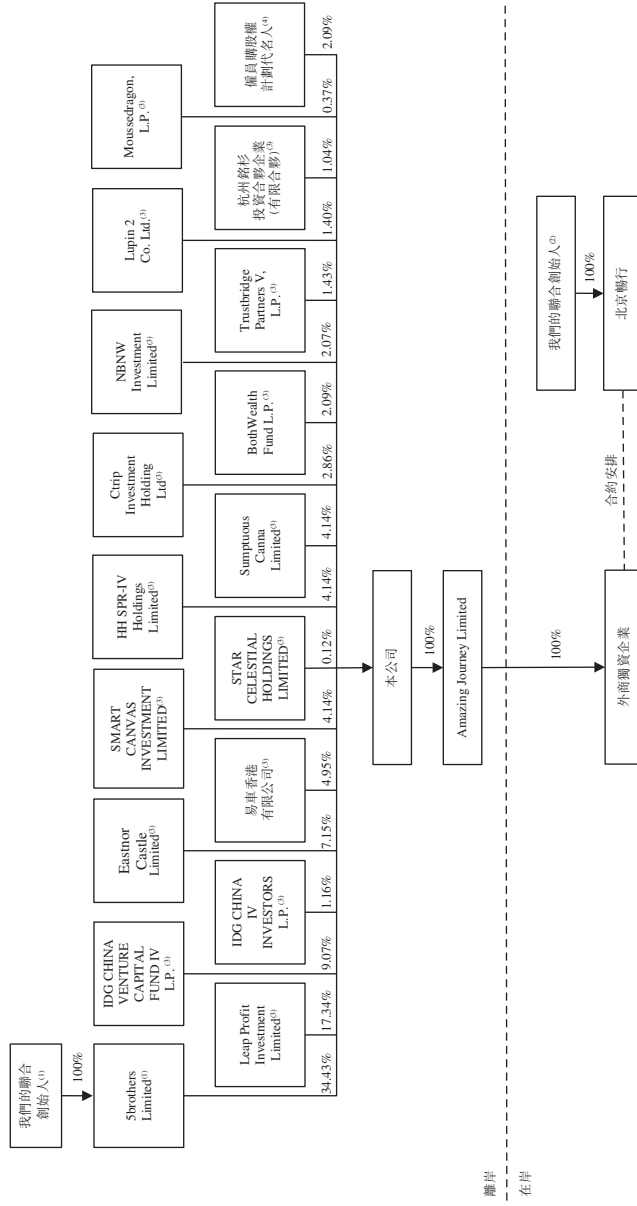 我們的聯合
創始人(1)
100%
5brothers
Limited(1)
IDG CHINA
VENTURE
CAPITAL
FUND IV
L.P. (3)
Eastnor
Castle
Limited(3)
SMART
CANVAS
INVESTMENT
LIMITED(3)
HH SPR-IV
Holdings
Limited(3)
Ctrip
Investment
Holding
Ltd(3)
NBNW
Investment
Limited(3)
Lupin 2
Co. Ltd.(3)
Moussedragon,
L.P. (3)
Leap Profit
Investment
Limited(3)
IDG CHINA
IV
INVESTORS
L.P. (3)
易車香港
有限公司(3)
STAR
CELESTIAL
HOLDINGS
LIMITED(3)
Sumptuous
Canna
Limited(3)
BothWealth
Fund L.P. (3)
Trustbridge
Partners V,
L.P. (3)
杭州銘杉
投資合夥企業
(有限合夥)(3)
僱員購股權
計劃代名人(4)
34.43%
17.34%
9.07%
1.16%
7.15%
4.95%
4.14%
0.12%
4.14%
4.14%
2.86%
2.09%
2.07%
1.43%
1.40%
1.04%
0.37%
2.09%
本公司
100%
Amazing Journey Limited
離岸
在岸
100%
我們的聯合創始人(2)
100%
外商獨資企業
合約安排
北京暢行